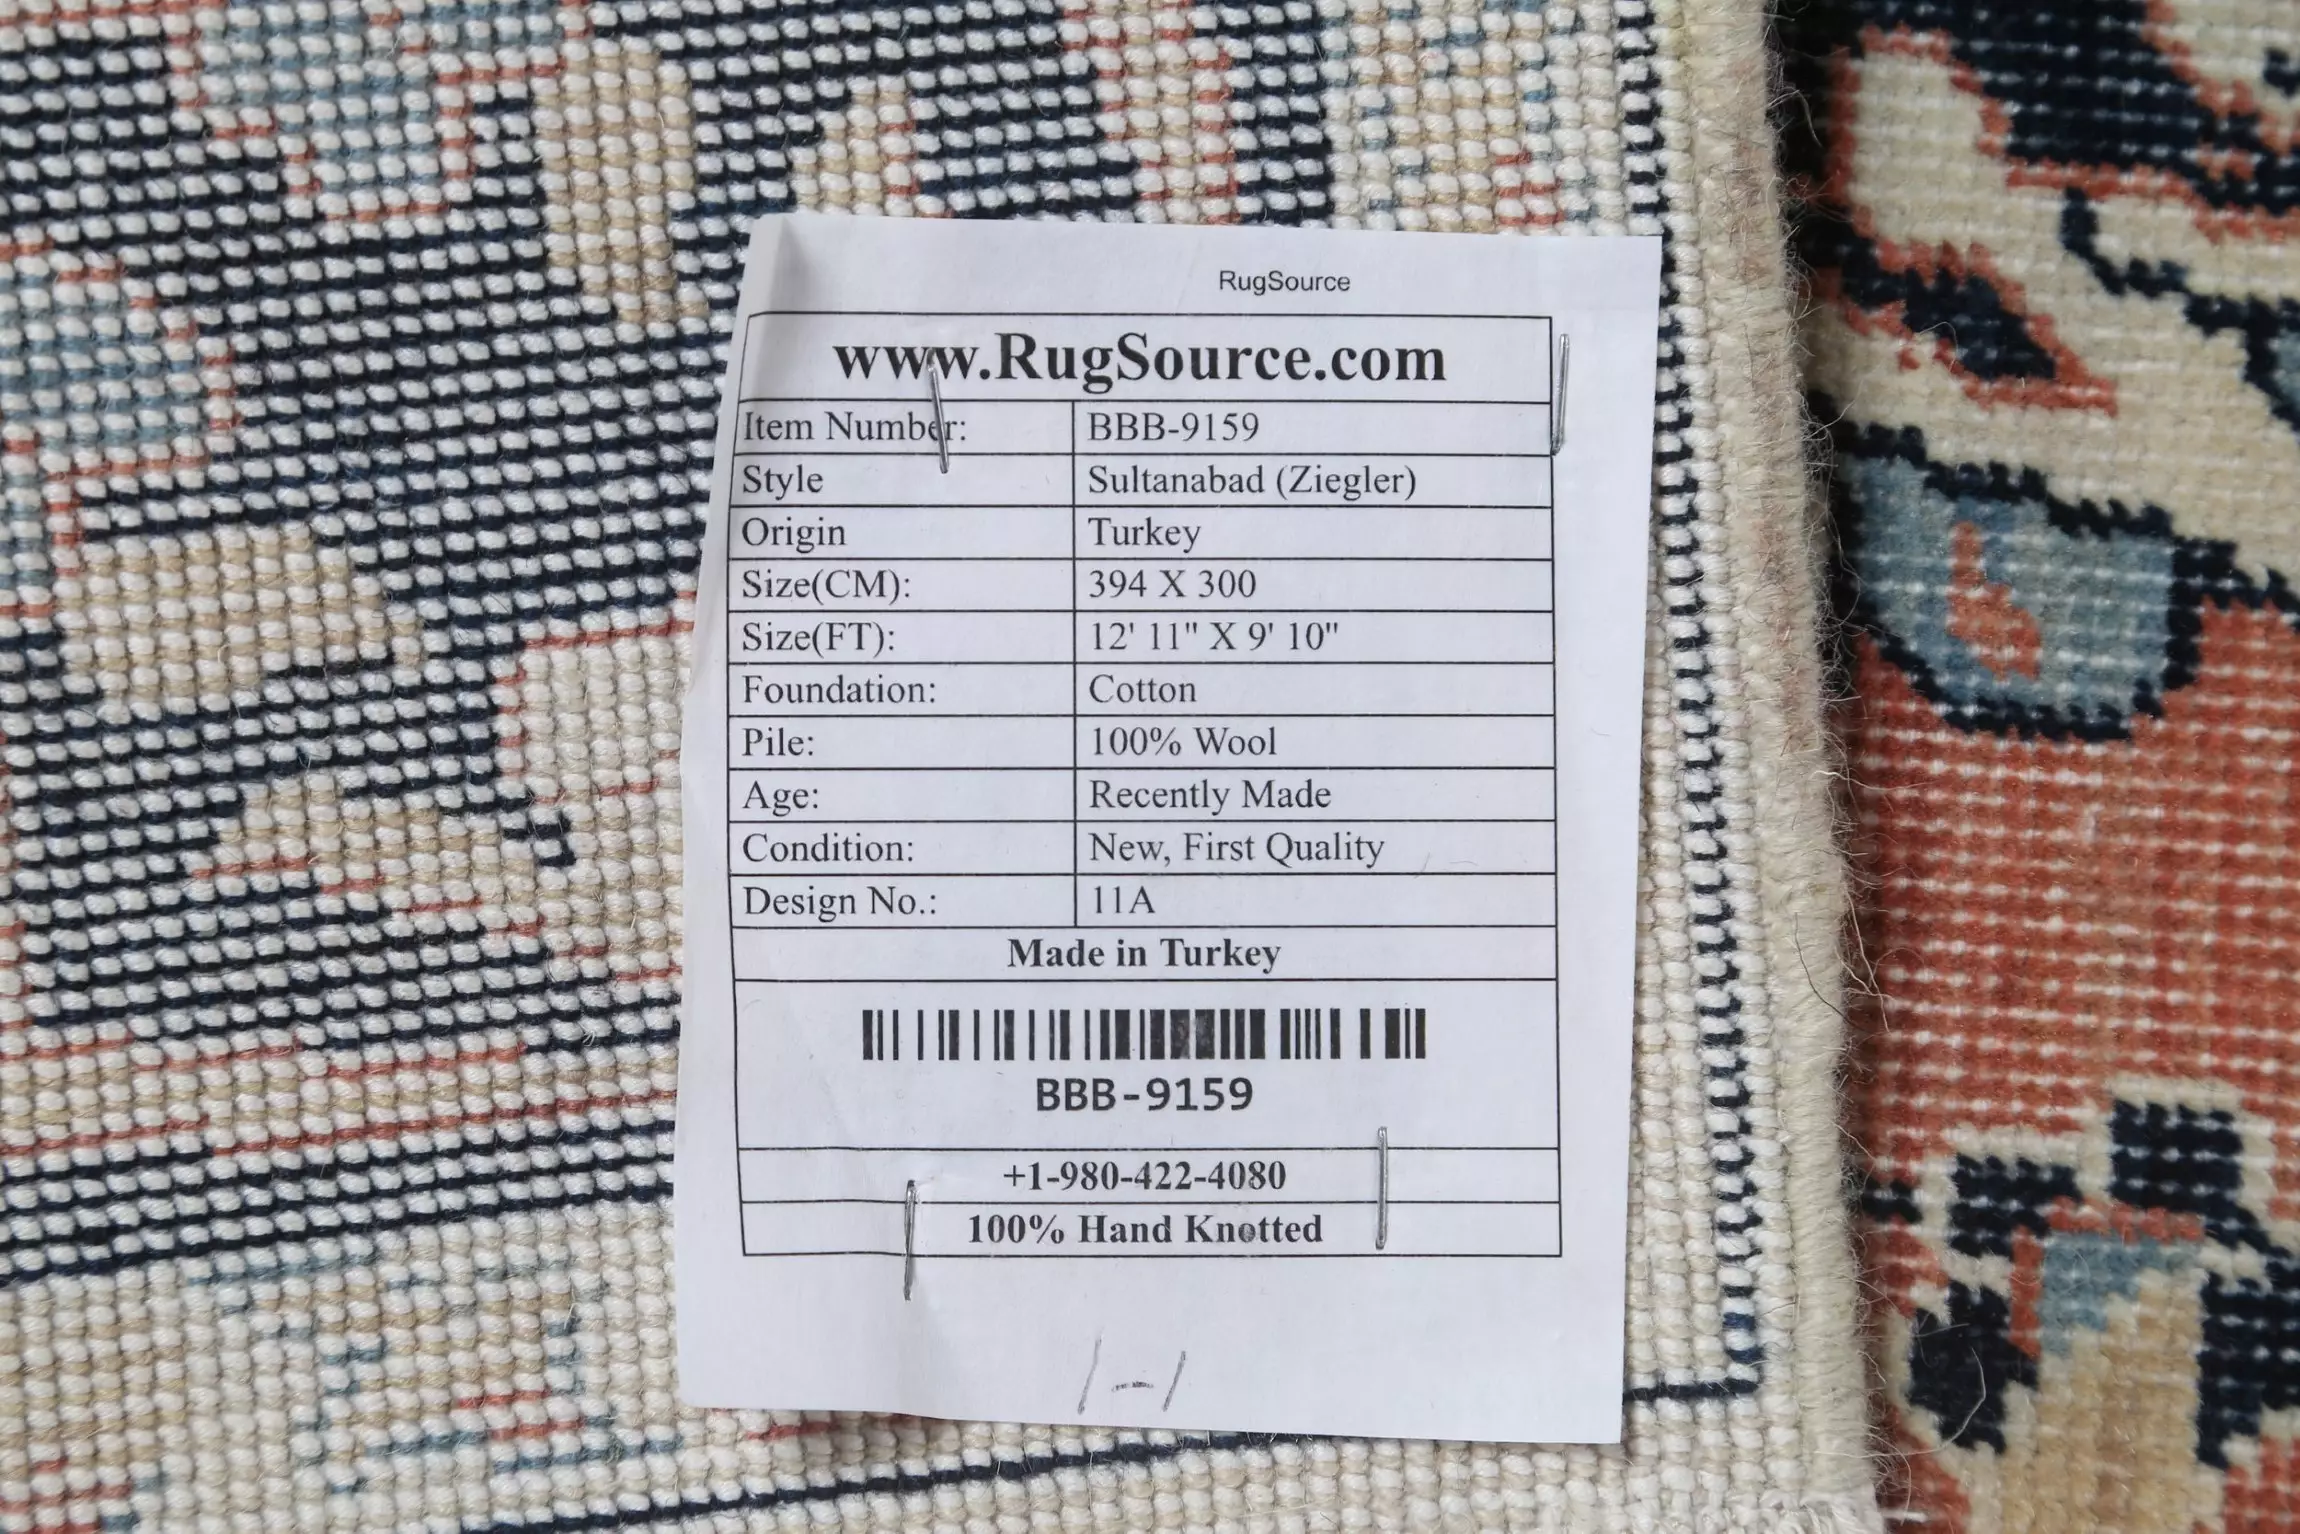 RugSource
www.RugSource.com
Item Number: BBB-9159
Style Sultanabad (Ziegler)
Origin Turkey
Size(CM): 394 X 300
Size(FT): 12' 11" X 9' 10"
Foundation: Cotton
Pile: 100% Wool
Age: Recently Made
Condition: New, First Quality
Design No.: 11A
Made in Turkey
BBB-9159
+1-980-422-4080
100% Hand Knotted
1-1